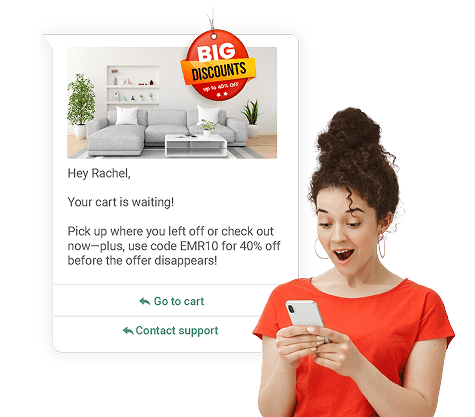 BIG
DISCOUNTS
up to 40% OFF
Hey Rachel,
Your cart is waiting!
Pick up where you left off or check out
now—plus, use code EMR10 for 40% off
before the offer disappears!
Go to cart
Contact support